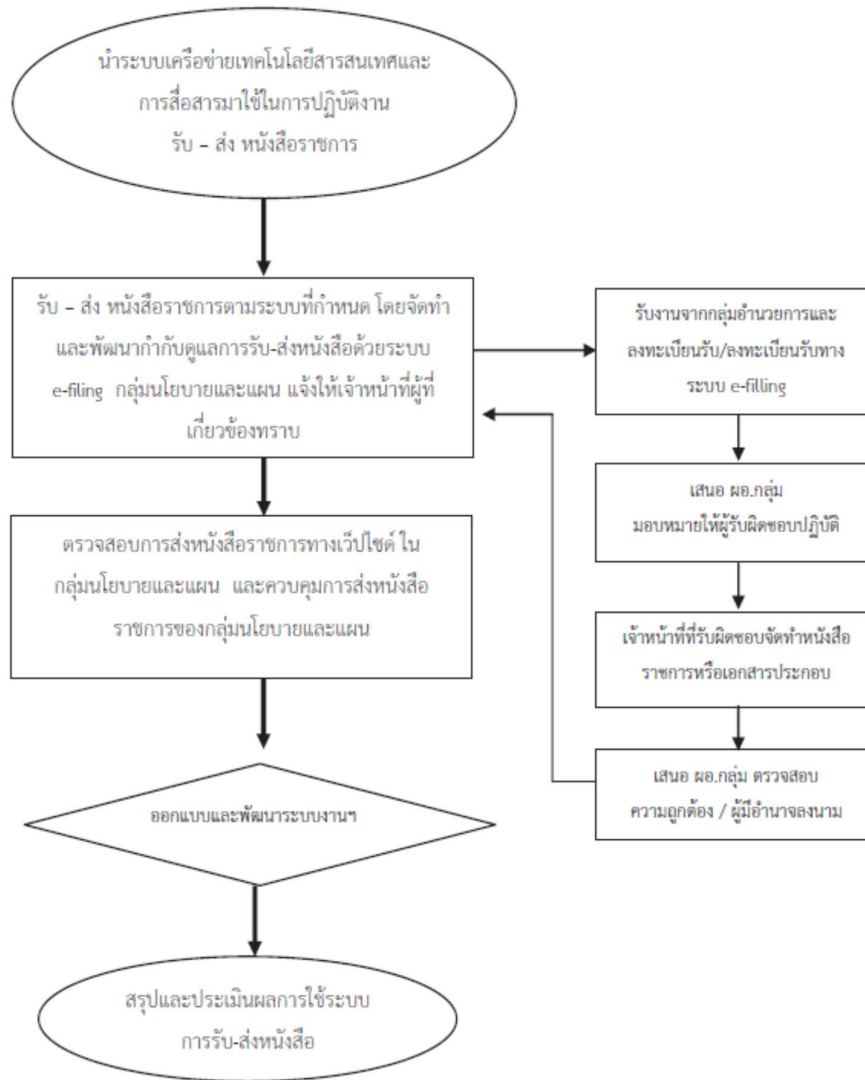 นำระบบเครือข่ายเทคโนโลยีสารสนเทศและ
การสื่อสารมาใช้ในการปฏิบัติงาน
รับ – ส่ง หนังสือราชการ
รับ – ส่ง หนังสือราชการตามระบบที่กำหนด โดยจัดทำ
และพัฒนากำกับดูแลการรับ-ส่งหนังสือด้วยระบบ
e-filing กลุ่มนโยบายและแผน แจ้งให้เจ้าหน้าที่ผู้ที่
เกี่ยวข้องทราบ
รับงานจากกลุ่มอำนวยการและ
ลงทะเบียนรับ/ลงทะเบียนรับทาง
ระบบ e-filling
เสนอ ผอ.กลุ่ม
มอบหมายให้ผู้รับผิดชอบปฏิบัติ
เจ้าหน้าที่ที่รับผิดชอบจัดทำหนังสือ
ราชการหรือเอกสารประกอบ
เสนอ ผอ.กลุ่ม ตรวจสอบ
ความถูกต้อง / ผู้มีอำนาจลงนาม
ตรวจสอบการส่งหนังสือราชการทางเว็ปไซต์ ใน
กลุ่มนโยบายและแผน และควบคุมการส่งหนังสือ
ราชการของกลุ่มนโยบายและแผน
ออกแบบและพัฒนาระบบงานฯ
สรุปและประเมินผลการใช้ระบบ
การรับ-ส่งหนังสือ